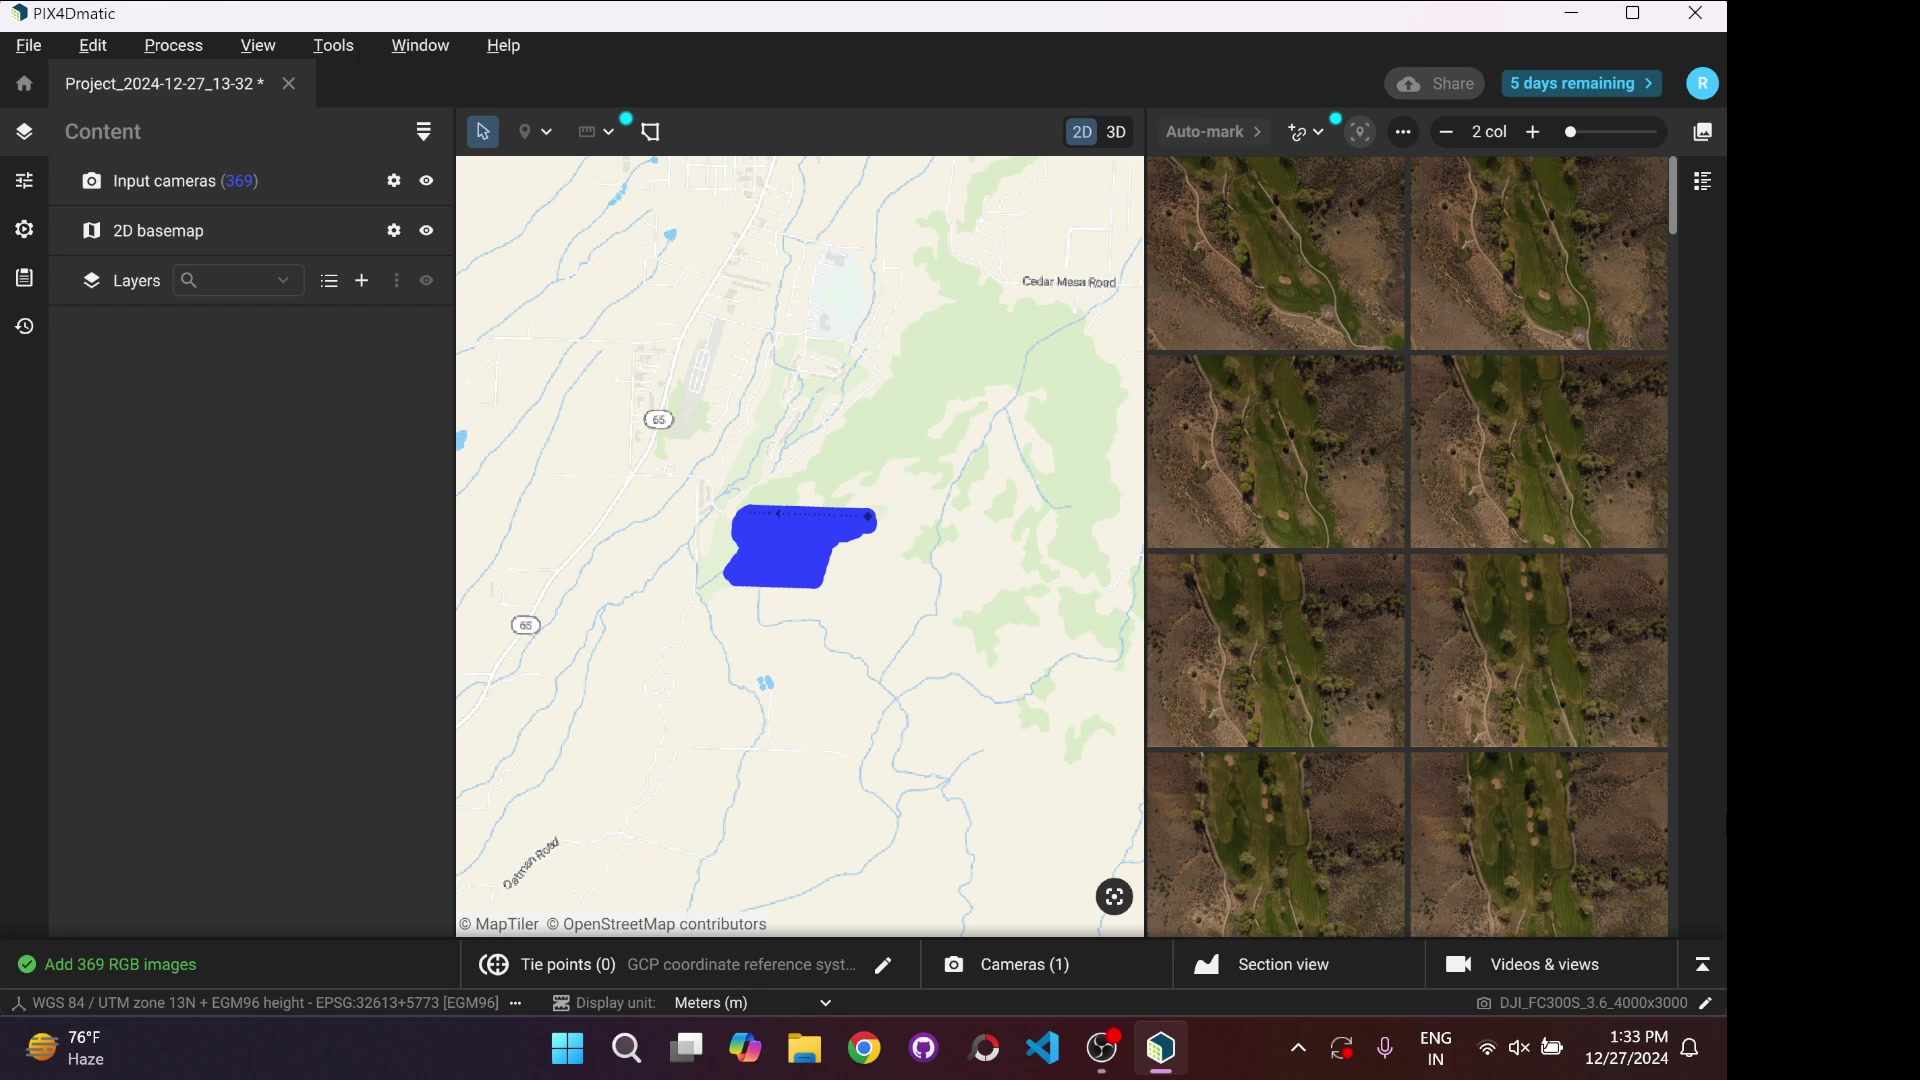 PIX4Dmatic
File Edit Process View Tools Window Help
Project_2024-12-27_13-32 *
Share
5 days remaining
R
Content
2D 3D
Auto-mark
2 col
Input cameras (369)
2D basemap
Layers
Cedar Mesa Road
65
65
Oatman Road
© MapTiler © OpenStreetMap contributors
Add 369 RGB images
Tie points (0) GCP coordinate reference syst...
Cameras (1)
Section view
Videos & views
WGS 84 / UTM zone 13N + EGM96 height - EPSG:32613+5773 [EGM96]
Display unit: Meters (m)
DJI_FC300S_3.6_4000x3000
76°F
Haze
ENG
IN
1:33 PM
12/27/2024